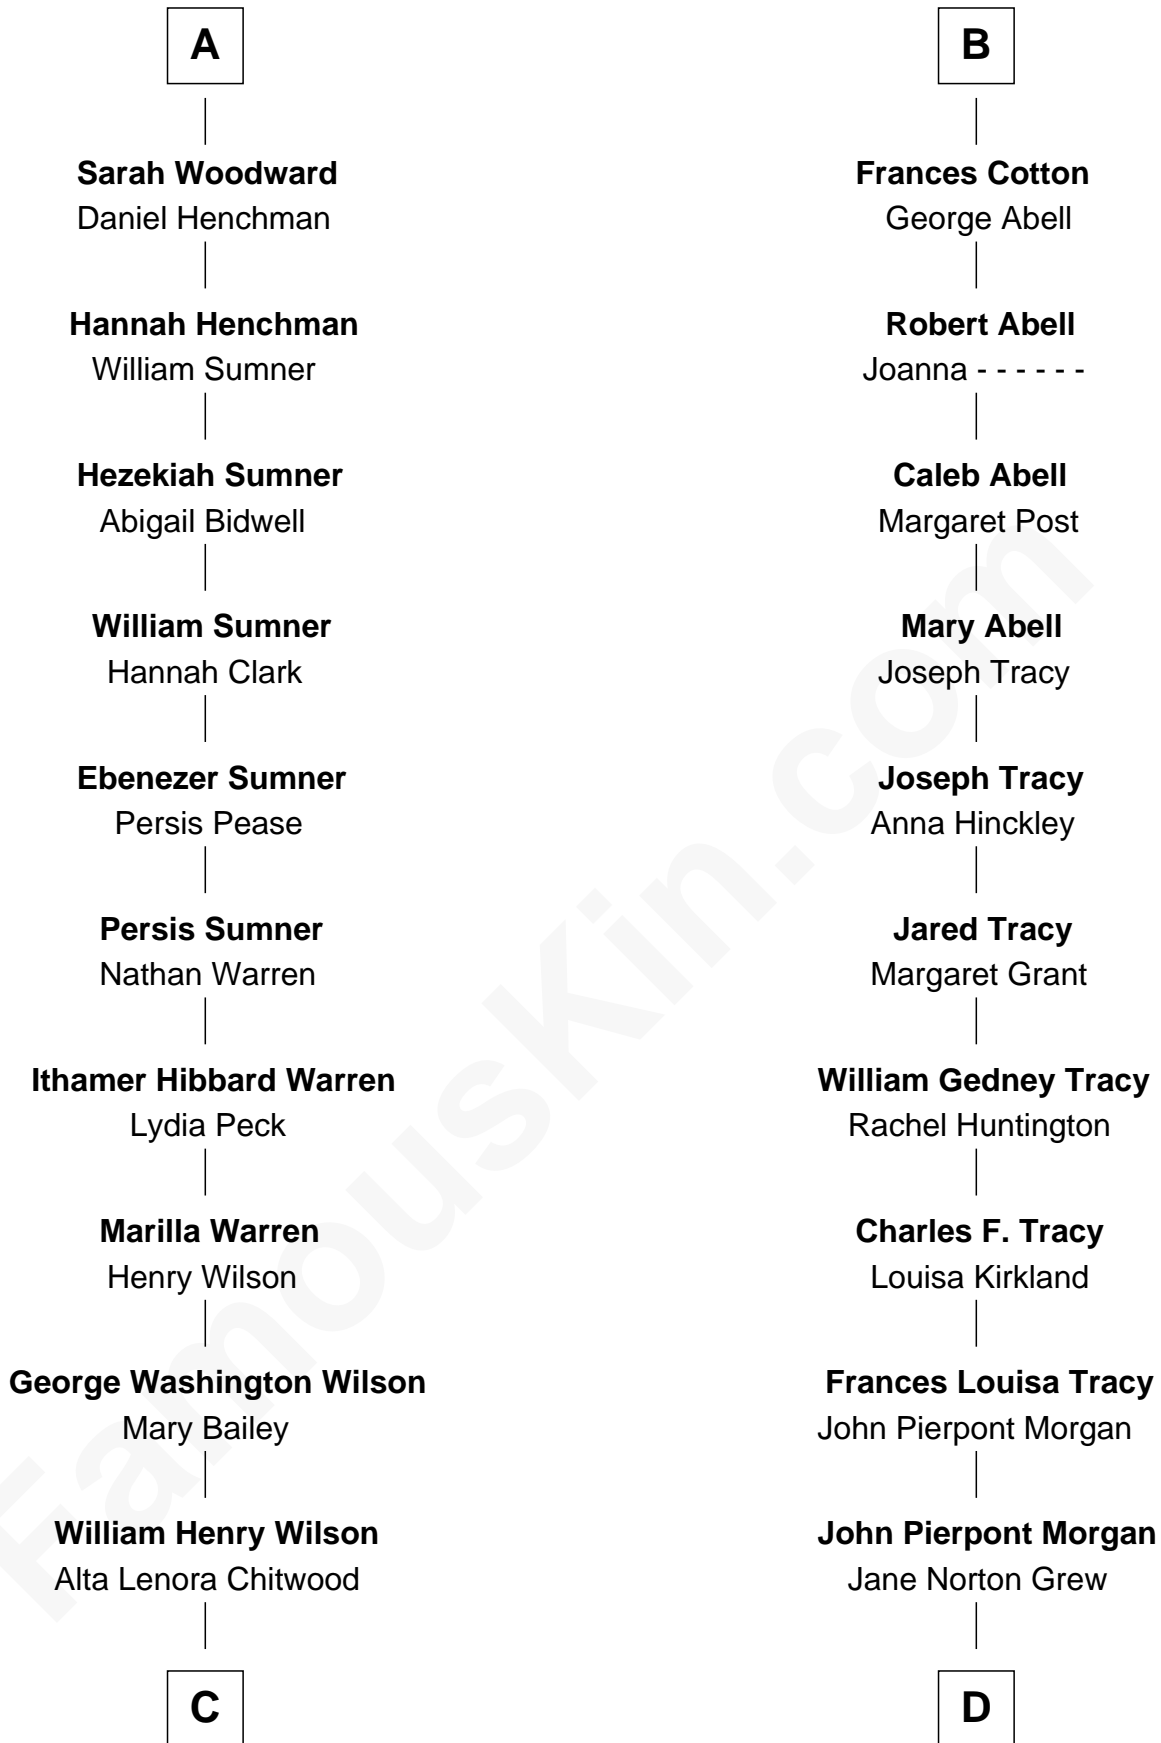 A
Sarah Woodward
Daniel Henchman
Hannah Henchman
William Sumner
Hezekiah Sumner
Abigail Bidwell
William Sumner
Hannah Clark
Ebenezer Sumner
Persis Pease
Persis Sumner
Nathan Warren
Ithamer Hibbard Warren
Lydia Peck
Marilla Warren
Henry Wilson
George Washington Wilson
Mary Bailey
William Henry Wilson
Alta Lenora Chitwood
C
B
Frances Cotton
George Abell
Robert Abell
Joanna - - - - - -
Caleb Abell
Margaret Post
Mary Abell
Joseph Tracy
Joseph Tracy
Anna Hinckley
Jared Tracy
Margaret Grant
William Gedney Tracy
Rachel Huntington
Charles F. Tracy
Louisa Kirkland
Frances Louisa Tracy
John Pierpont Morgan
John Pierpont Morgan
Jane Norton Grew
D
FamousKin.com